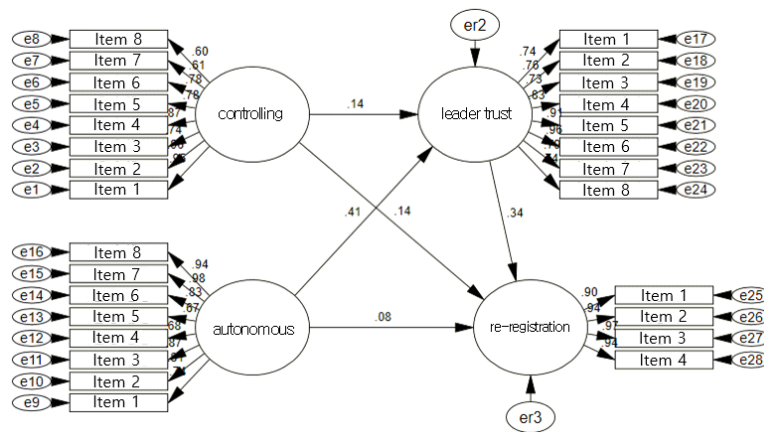 er2
e8 Item 8 .60
e7 Item 7 .61
e6 Item 6 .78
e5 Item 5 .78
e4 Item 4 .87
e3 Item 3 .74
e2 Item 2
e1 Item 1
controlling
.14
leader trust
.74 Item 1 e17
.76 Item 2 e18
.73 Item 3 e19
.83 Item 4 e20
.91 Item 5 e21
.96 Item 6 e22
Item 7 e23
Item 8 e24
.41
.14
.34
e16 Item 8 .94
e15 Item 7 .98
e14 Item 6 .83
e13 Item 5 .67
e12 Item 4 .68
e11 Item 3 .87
e10 Item 2
e9 Item 1
autonomous
.08
re-registration
.90 Item 1 e25
.94 Item 2 e26
.97 Item 3 e27
.94 Item 4 e28
er3